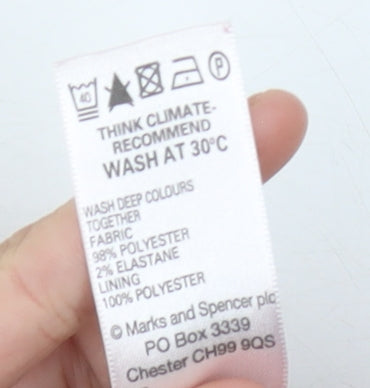 40 P
THINK CLIMATE-
RECOMMEND
WASH AT 30°C
WASH DEEP COLOURS
TOGETHER
FABRIC
98% POLYESTER
2% ELASTANE
LINING
100% POLYESTER
© Marks and Spencer plc
PO Box 3339
Chester CH99 9QS